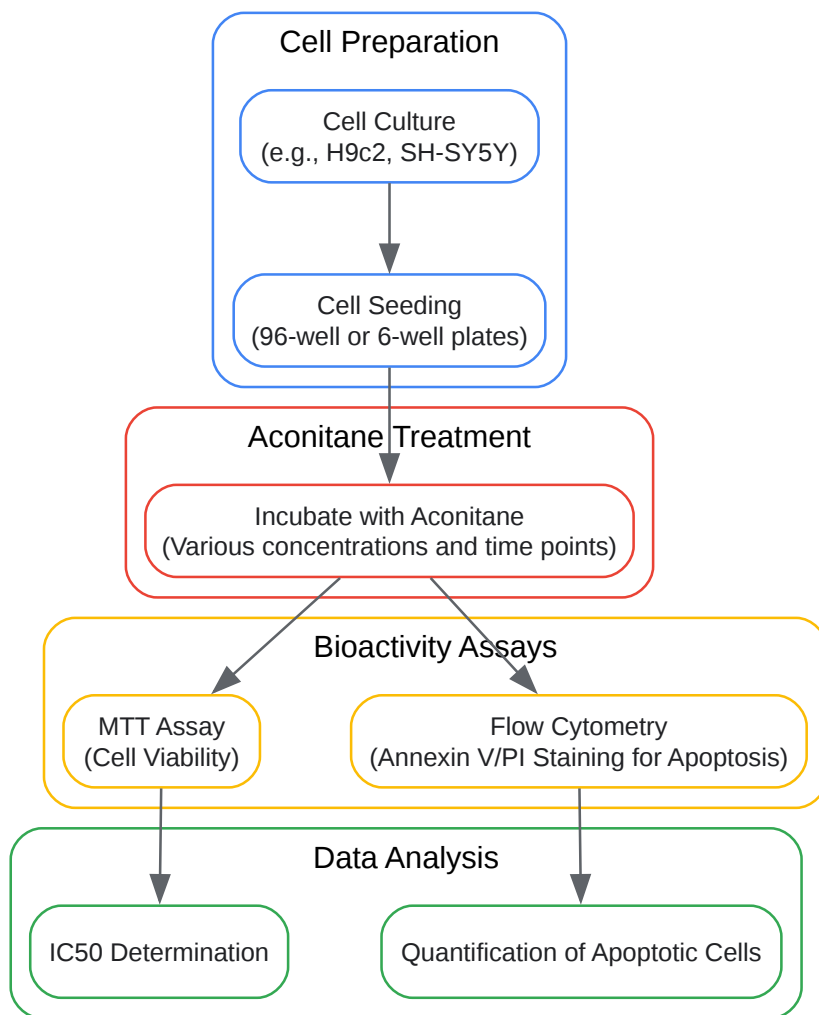 Cell Preparation
Cell Culture
(e.g., H9c2, SH-SY5Y)
Cell Seeding
(96-well or 6-well plates)
Aconitane Treatment
Incubate with Aconitane
(Various concentrations and time points)
Bioactivity Assays
MTT Assay
(Cell Viability)
Flow Cytometry
(Annexin V/PI Staining for Apoptosis)
Data Analysis
IC50 Determination
Quantification of Apoptotic Cells